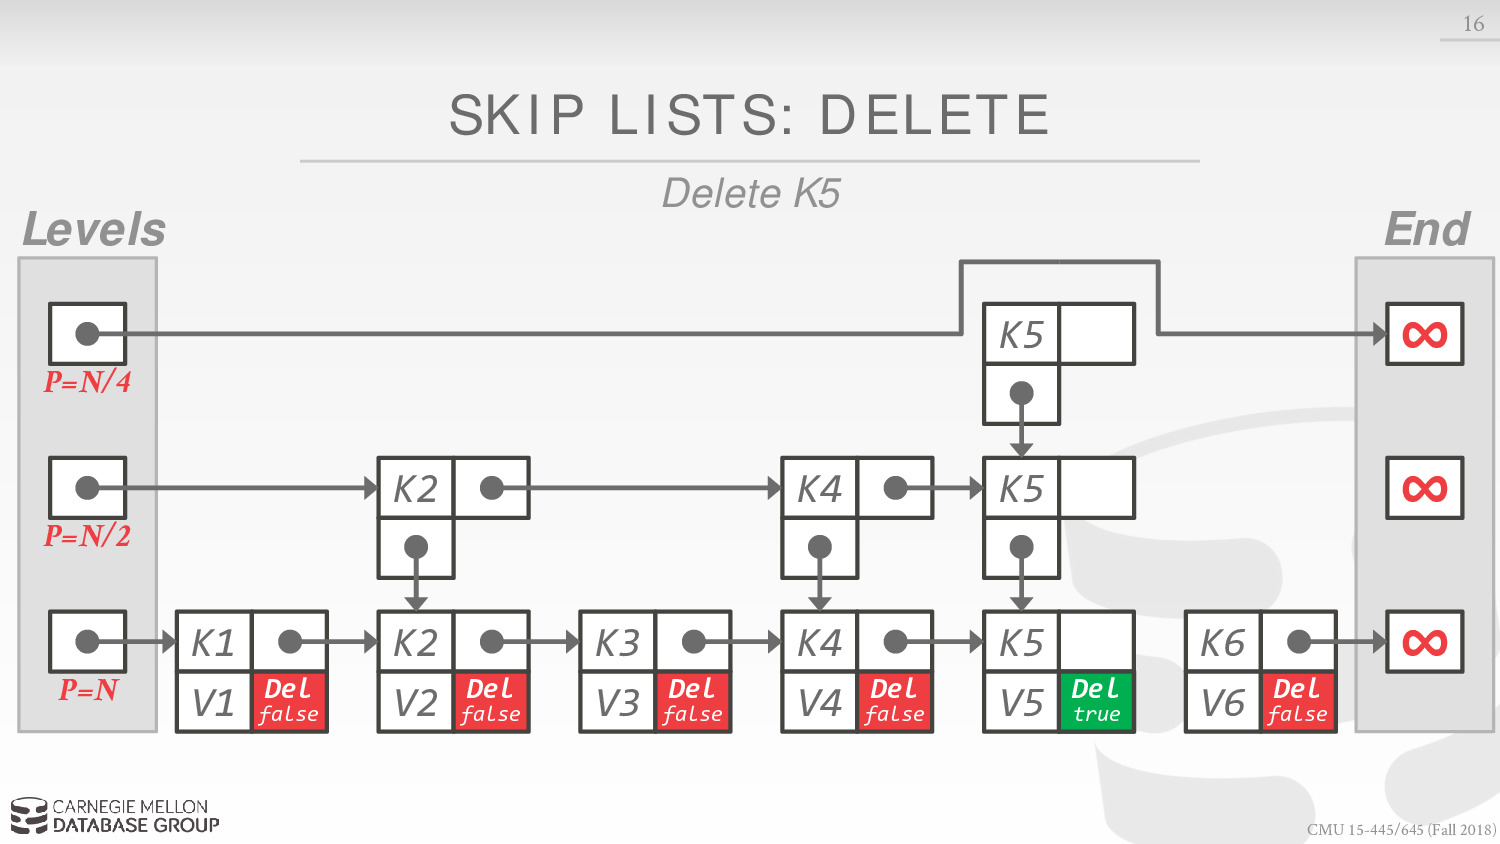 16
SKIP LISTS: DELETE
Delete K5
Levels
End
K5
∞
P=N/4
K2
K4
K5
∞
P=N/2
K1
K2
K3
K4
K5
K6
∞
P=N
V1
Del
false
V2
Del
false
V3
Del
false
V4
Del
false
V5
Del
true
V6
Del
false
CARNEGIE MELLON
DATABASE GROUP
CMU 15-445/645 (Fall 2018)